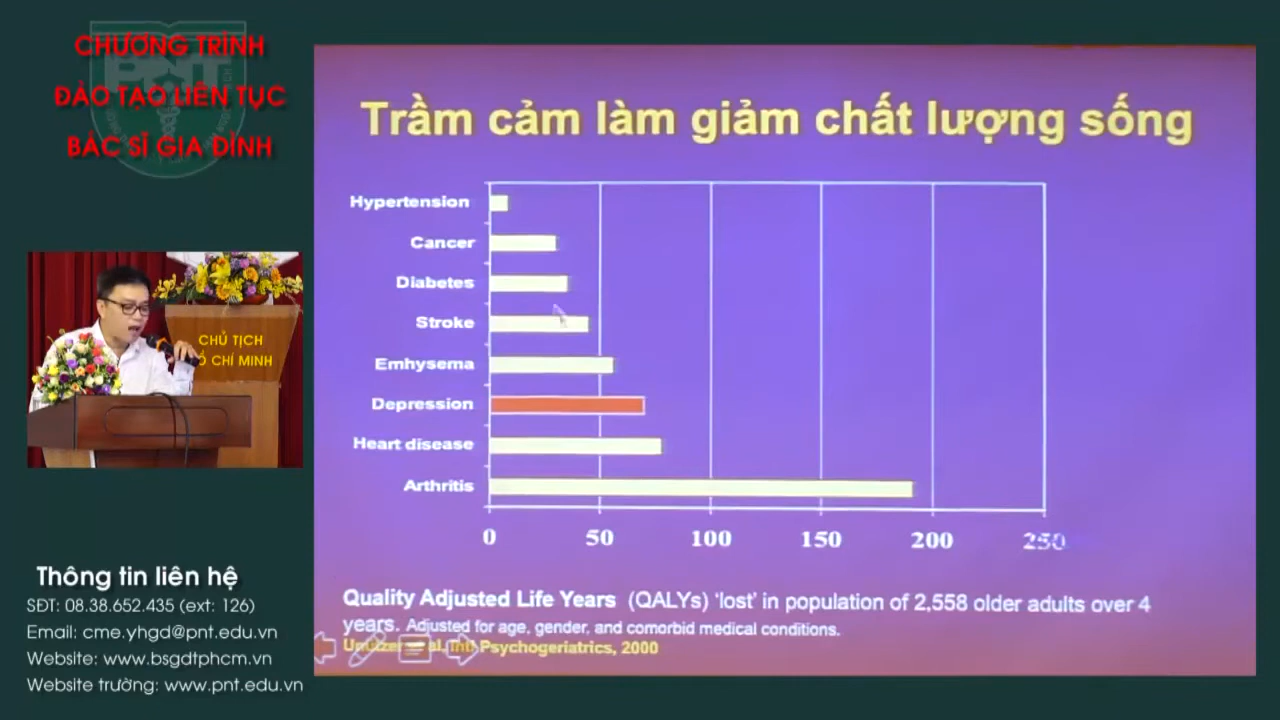 CHƯƠNG TRÌNH
ĐÀO TẠO LIÊN TỤC
BÁC SĨ GIA ĐÌNH
PNT
CHỦ TỊCH
HỒ CHÍ MINH
Thông tin liên hệ
SĐT: 08.38.652.435 (ext: 126)
Email: cme.yhgd@pnt.edu.vn
Website: www.bsgdtphcm.vn
Website trường: www.pnt.edu.vn
Trầm cảm làm giảm chất lượng sống
Hypertension
Cancer
Diabetes
Stroke
Emhysema
Depression
Heart disease
Arthritis
0 50 100 150 200 250
Quality Adjusted Life Years (QALYs) ‘lost’ in population of 2,558 older adults over 4
years. Adjusted for age, gender, and comorbid medical conditions.
al, Int. Psychogeriatrics, 2000